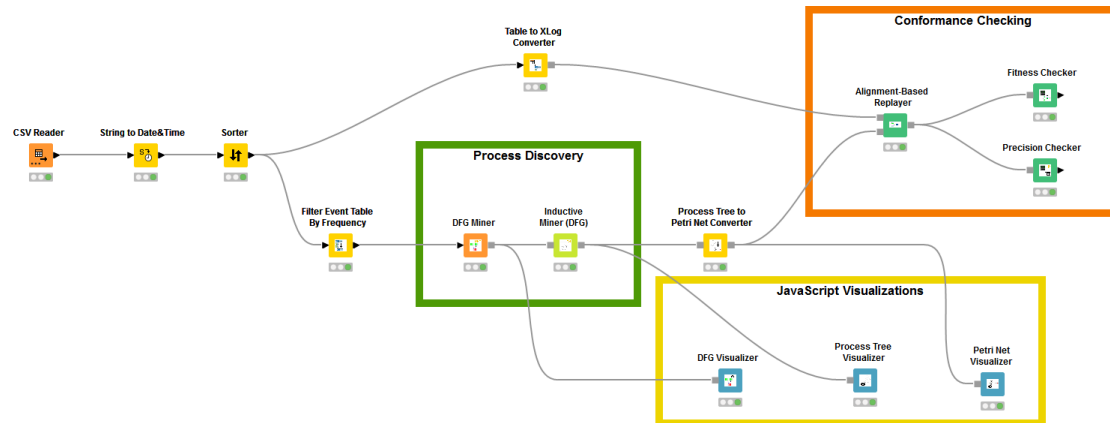 Conformance Checking
Table to XLog
Converter
Fitness Checker
Alignment-Based
Replayer
CSV Reader
String to Date&Time
Sorter
Precision Checker
Process Discovery
Filter Event Table
By Frequency
DFG Miner
Inductive
Miner (DFG)
Process Tree to
Petri Net Converter
JavaScript Visualizations
DFG Visualizer
Process Tree
Visualizer
Petri Net
Visualizer